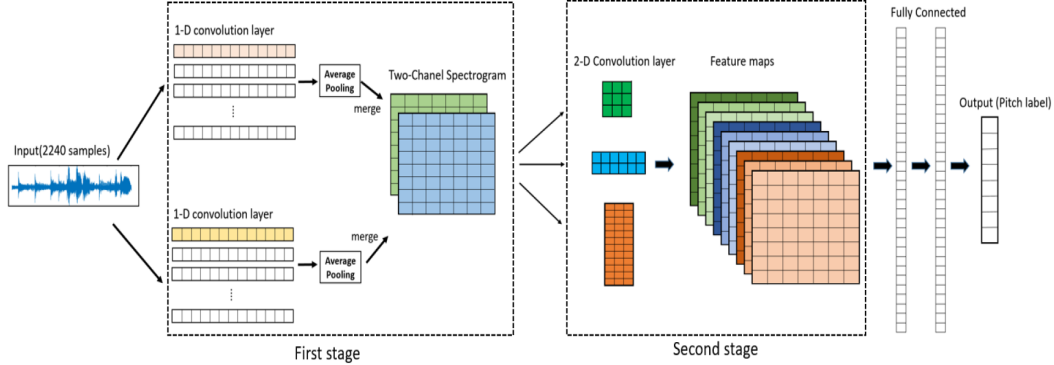 1-D convolution layer
Average
Pooling
merge
Two-Chanel Spectrogram
Input(2240 samples)
1-D convolution layer
merge
Average
Pooling
First stage
2-D Convolution layer
Feature maps
Second stage
Fully Connected
Output (Pitch label)